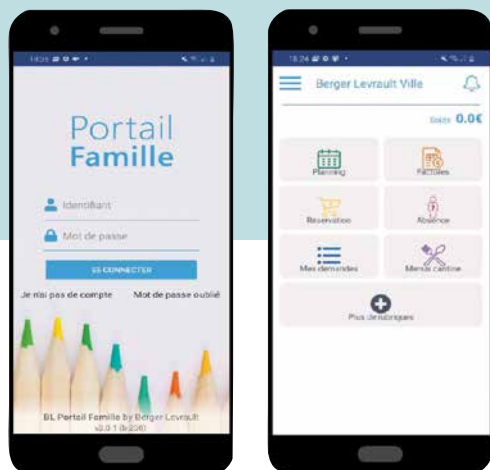 Portail
Famille
Identifiant
Mot de passe
SE CONNECTER
Je n'ai pas de compte Mot de passe oublié
BL Portail Famille by Berger Levrault
Berger Levrault Ville
Solde 0.0€
Planning Factures
Réservation Absence
Mes demandes Menus cantine
Plus de rubriques